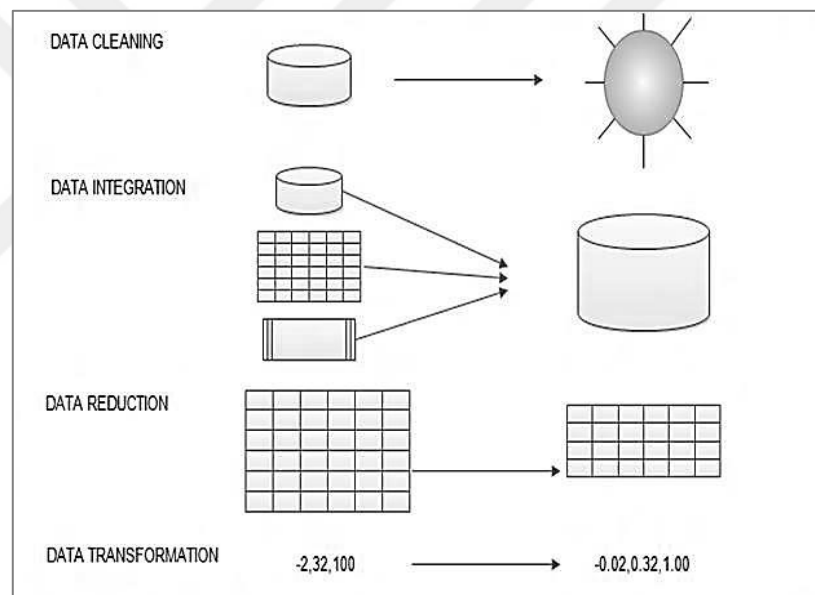 DATA CLEANING
DATA INTEGRATION
DATA REDUCTION
DATA TRANSFORMATION
-2,32,100
-0.02,0.32,1.00